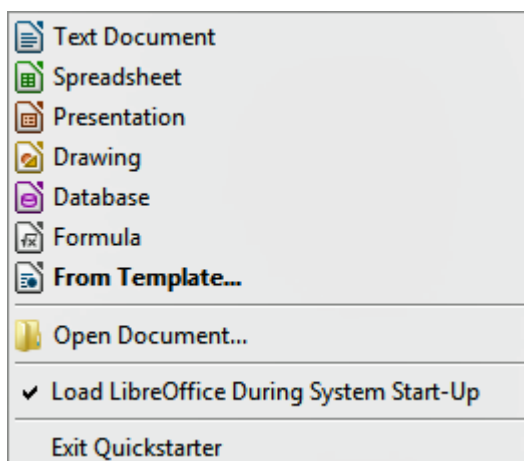 Text Document
Spreadsheet
Presentation
Drawing
Database
Formula
From Template...
Open Document...
Load LibreOffice During System Start-Up
Exit Quickstarter